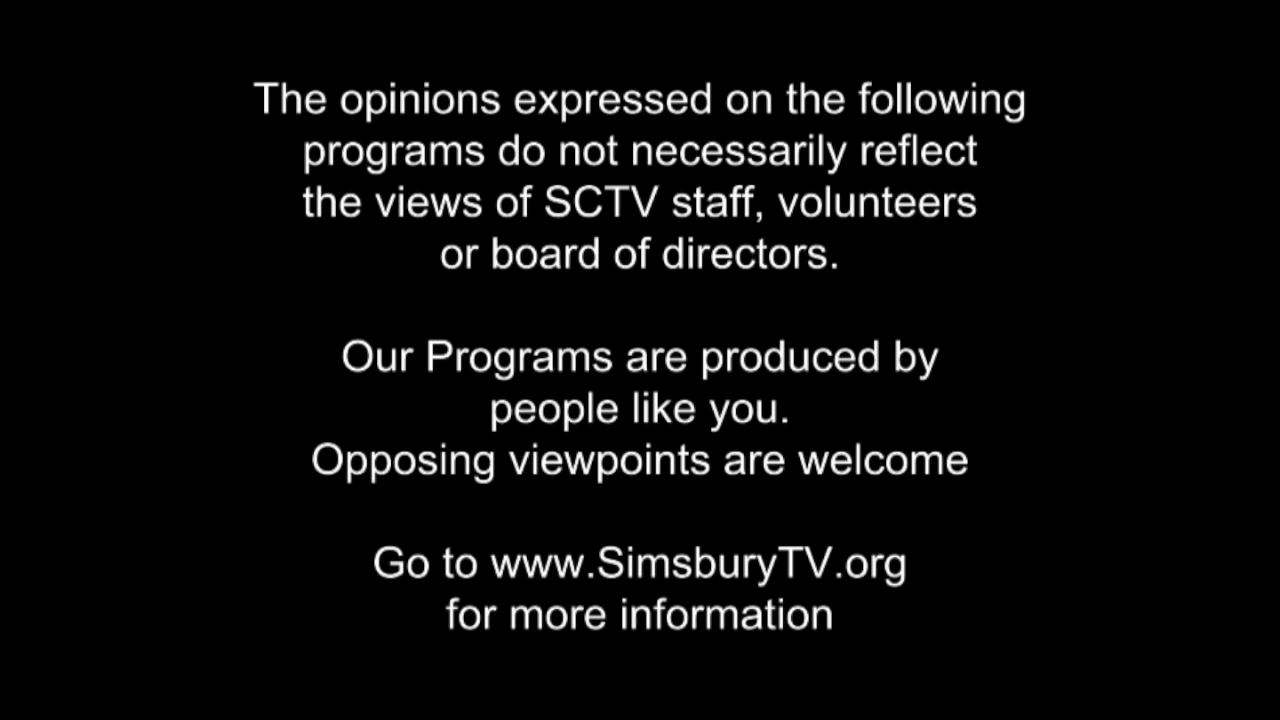 The opinions expressed on the following
programs do not necessarily reflect
the views of SCTV staff, volunteers
or board of directors.
Our Programs are produced by
people like you.
Opposing viewpoints are welcome
Go to www.SimsburyTV.org
for more information